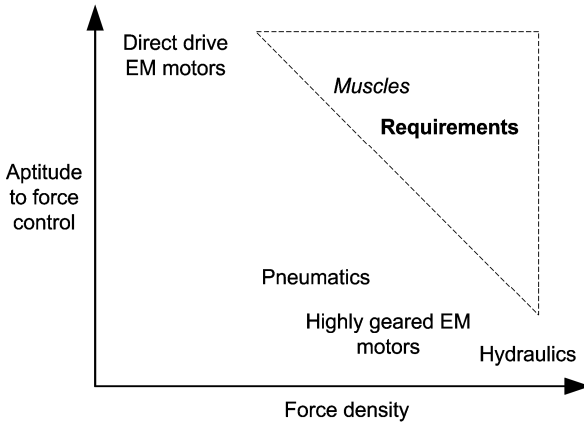 Direct drive
EM motors
Muscles
Requirements
Aptitude
to force
control
Pneumatics
Highly geared EM
motors
Hydraulics
Force density